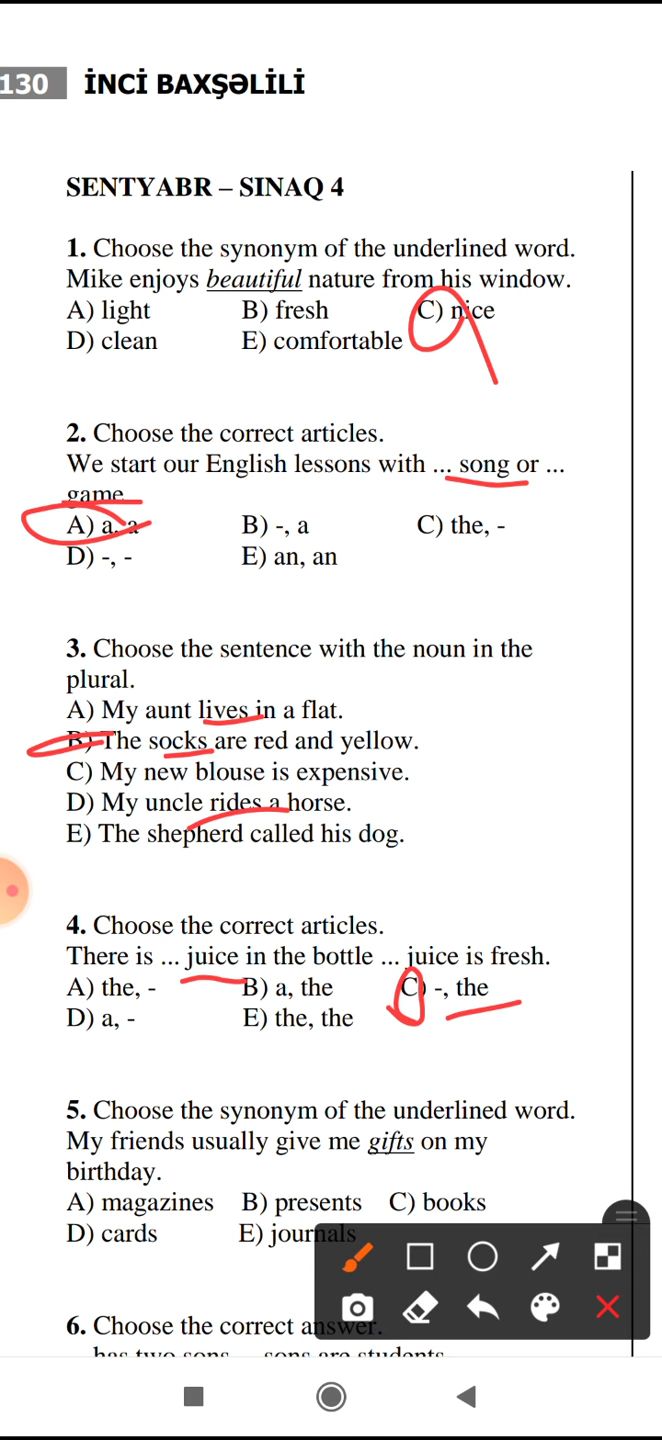 130 İNCİ BAXŞƏLİLİ
SENTYABR – SINAQ 4
1. Choose the synonym of the underlined word.
Mike enjoys beautiful nature from his window.
A) light B) fresh C) nice
D) clean E) comfortable
2. Choose the correct articles.
We start our English lessons with ... song or ...
game
A) a, a B) -, a C) the, -
D) -, - E) an, an
3. Choose the sentence with the noun in the
plural.
A) My aunt lives in a flat.
B) The socks are red and yellow.
C) My new blouse is expensive.
D) My uncle rides a horse.
E) The shepherd called his dog.
4. Choose the correct articles.
There is ... juice in the bottle ... juice is fresh.
A) the, - B) a, the C) -, the
D) a, - E) the, the
5. Choose the synonym of the underlined word.
My friends usually give me gifts on my
birthday.
A) magazines B) presents C) books
D) cards E) journals
6. Choose the correct answer.
has two sons ... sons are students